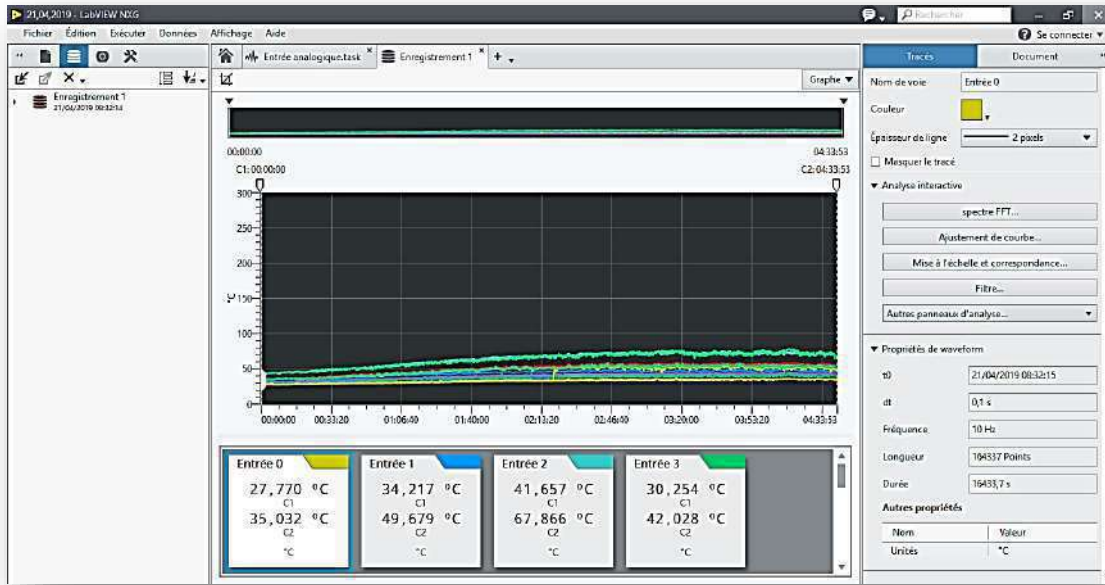 21,04,2019 - LabVIEW NXG
Rechercher
Fichier Édition Exécuter Données Affichage Aide
Se connecter
Entrée analogique.task
Enregistrement 1
Tracés
Document
Enregistrement 1
21/04/2019 08:32:14
Graphe
00:00:00
04:33:53
C1: 00:00:00
C2: 04:33:53
300
250
200
150
100
50
0
°C
00:00:00 00:33:20 01:06:40 01:40:00 02:13:20 02:46:40 03:20:00 03:53:20 04:33:53
Entrée 0
27,770 °C
C1
35,032 °C
C2
°C
Entrée 1
34,217 °C
C1
49,679 °C
C2
°C
Entrée 2
41,657 °C
C1
67,866 °C
C2
°C
Entrée 3
30,254 °C
C1
42,028 °C
C2
°C
Nom de voie Entrée 0
Couleur
Épaisseur de ligne 2 pixels
Masquer le tracé
Analyse interactive
spectre FFT...
Ajustement de courbe...
Mise à l'échelle et correspondance...
Filtre...
Autres panneaux d'analyse...
Propriétés de waveform
t0 21/04/2019 08:32:15
dt 0,1 s
Fréquence 10 Hz
Longueur 164337 Points
Durée 16433,7 s
Autres propriétés
Nom Valeur
Unités °C